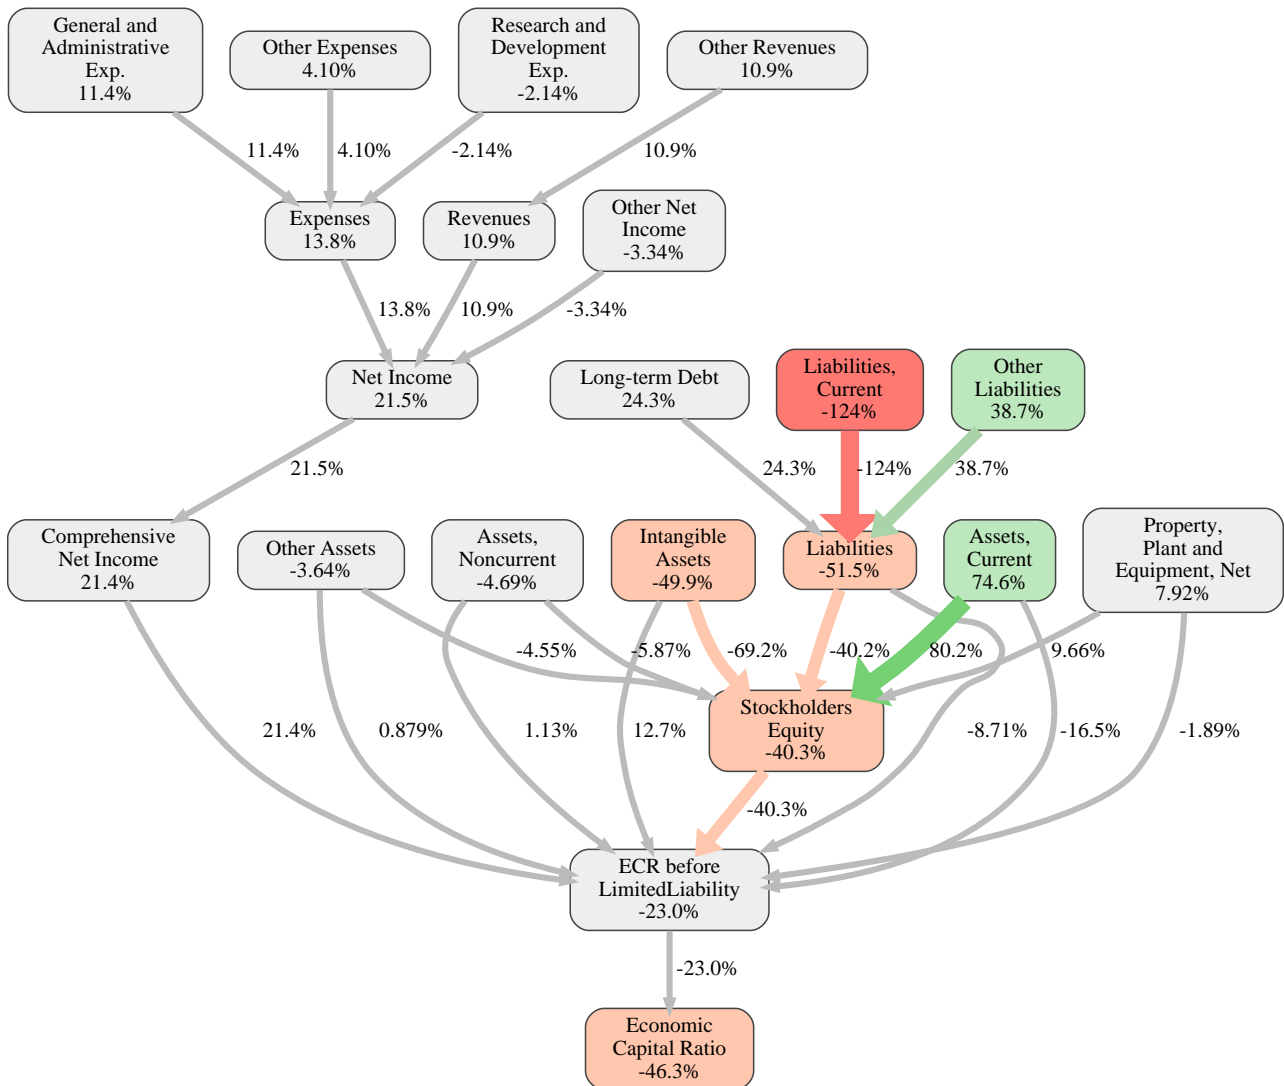 General and
Administrative
Exp.
11.4%
Other Expenses
4.10%
Research and
Development
Exp.
-2.14%
Other Revenues
10.9%
11.4%
4.10%
-2.14%
10.9%
Expenses
13.8%
Revenues
10.9%
Other Net
Income
-3.34%
13.8%
10.9%
-3.34%
Net Income
21.5%
Long-term Debt
24.3%
Liabilities,
Current
-124%
Other
Liabilities
38.7%
21.5%
24.3%
-124%
38.7%
Comprehensive
Net Income
21.4%
Other Assets
-3.64%
Assets,
Noncurrent
-4.69%
Intangible
Assets
-49.9%
Liabilities
-51.5%
Assets,
Current
74.6%
Property,
Plant and
Equipment, Net
7.92%
-4.55%
-5.87%
-69.2%
-40.2%
80.2%
9.66%
Stockholders
Equity
-40.3%
21.4%
0.879%
1.13%
12.7%
-8.71%
-16.5%
-1.89%
-40.3%
ECR before
LimitedLiability
-23.0%
-23.0%
Economic
Capital Ratio
-46.3%